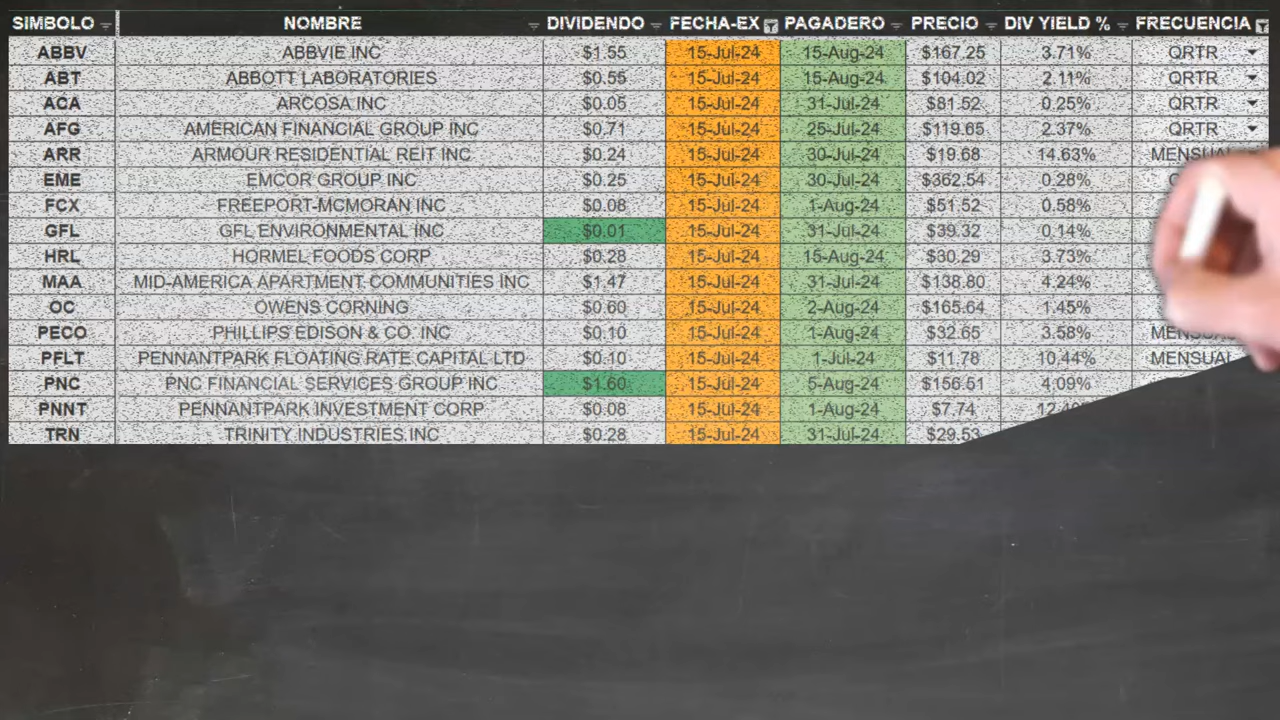 SIMBOLO NOMBRE DIVIDENDO FECHA-EX PAGADERO PRECIO DIV YIELD % FRECUENCIA
ABBV ABBVIE INC $1.55 15-Jul-24 15-Aug-24 $167.25 3.71% QRTR
ABT ABBOTT LABORATORIES $0.55 15-Jul-24 15-Aug-24 $104.02 2.11% QRTR
ACA ARCOSA INC $0.05 15-Jul-24 31-Jul-24 $81.52 0.25% QRTR
AFG AMERICAN FINANCIAL GROUP INC $0.71 15-Jul-24 25-Jul-24 $119.65 2.37% QRTR
ARR ARMOUR RESIDENTIAL REIT INC $0.24 15-Jul-24 30-Jul-24 $19.68 14.63% MENSUAL
EME EMCOR GROUP INC $0.25 15-Jul-24 30-Jul-24 $362.54 0.28%
FCX FREEPORT-MCMORAN INC $0.08 15-Jul-24 1-Aug-24 $51.52 0.58%
GFL GFL ENVIRONMENTAL INC $0.01 15-Jul-24 31-Jul-24 $39.32 0.14%
HRL HORMEL FOODS CORP $0.28 15-Jul-24 15-Aug-24 $30.29 3.73%
MAA MID-AMERICA APARTMENT COMMUNITIES INC $1.47 15-Jul-24 31-Jul-24 $138.80 4.24%
OC OWENS CORNING $0.60 15-Jul-24 2-Aug-24 $165.64 1.45%
PECO PHILLIPS EDISON & CO INC $0.10 15-Jul-24 1-Aug-24 $32.65 3.58% MENSUAL
PFLT PENNANTPARK FLOATING RATE CAPITAL LTD $0.10 15-Jul-24 1-Jul-24 $11.78 10.44% MENSUAL
PNC PNC FINANCIAL SERVICES GROUP INC $1.60 15-Jul-24 5-Aug-24 $156.51 4.09%
PNNT PENNANTPARK INVESTMENT CORP $0.08 15-Jul-24 1-Aug-24 $7.74
TRN TRINITY INDUSTRIES INC $0.28 15-Jul-24 31-Jul-24 $29.53